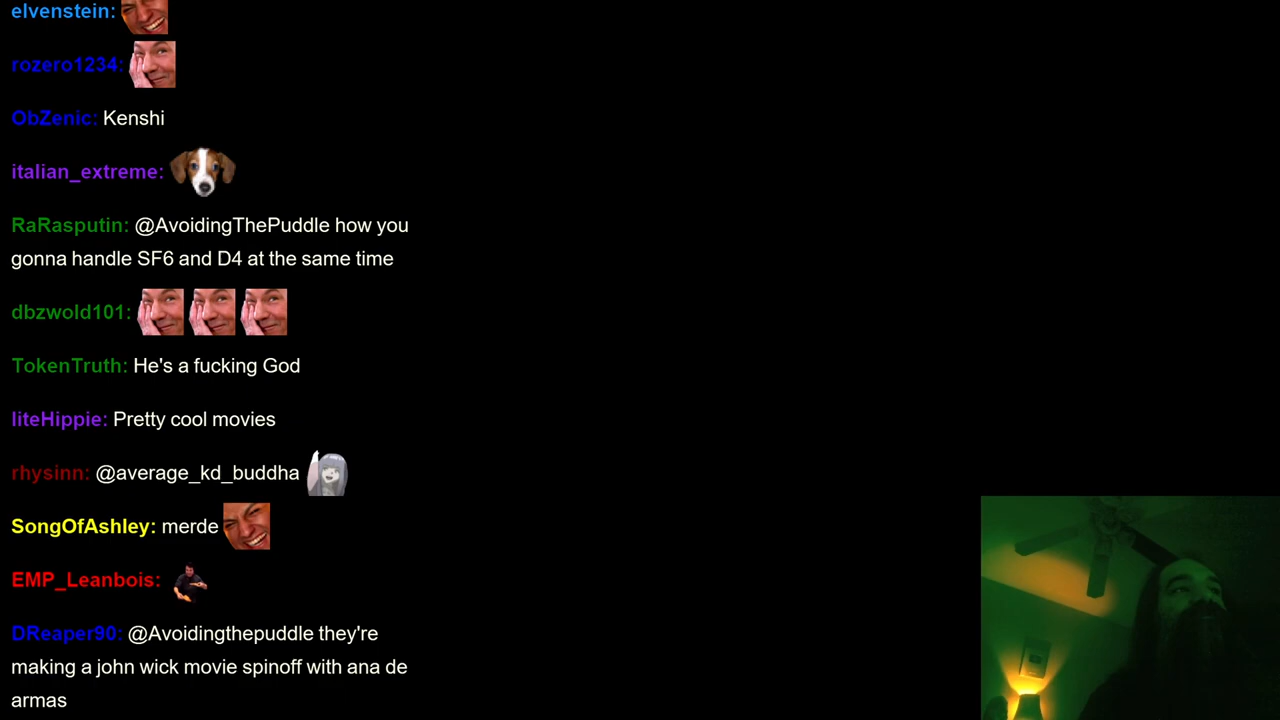 elvenstein:
rozero1234:
ObZenic: Kenshi
italian_extreme:
RaRasputin: @AvoidingThePuddle how you
gonna handle SF6 and D4 at the same time
dbzwold101:
TokenTruth: He's a fucking God
liteHippie: Pretty cool movies
rhysinn: @average_kd_buddha
SongOfAshley: merde
EMP_Leanbois:
DReaper90: @Avoidingthepuddle they're
making a john wick movie spinoff with ana de
armas